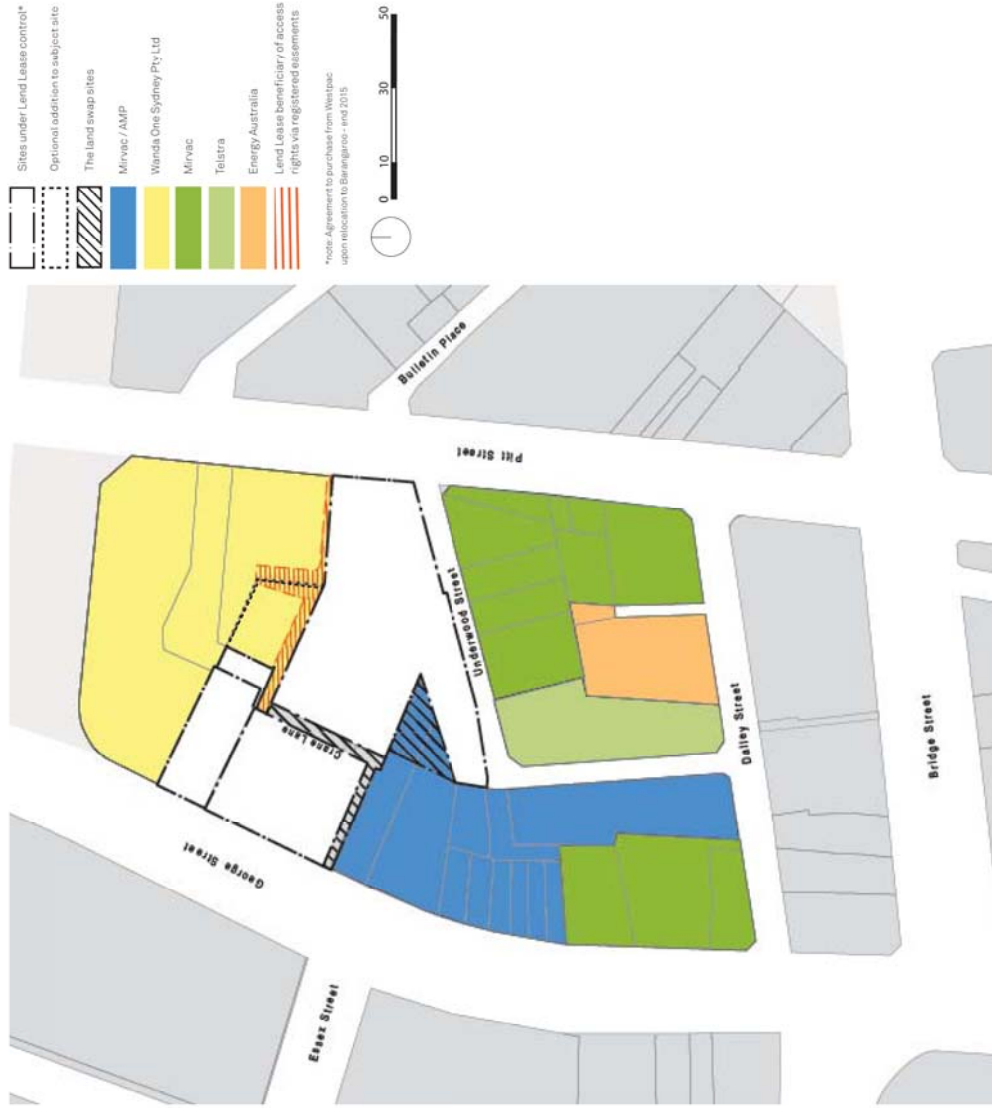 Sites under Lend Lease control*
Optional addition to subject site
The land swap sites
Mirvac / AMP
Wanda One Sydney Pty Ltd
Mirvac
Telstra
Energy Australia
Lend Lease beneficiary of access
rights via registered easements
*note: Agreement to purchase from Westpac
upon relocation to Barangaroo - end 2015
0 10 30 50
Bulletin Place
Pitt Street
Underwood Street
Crane Lane
George Street
Essex Street
Dalley Street
Bridge Street